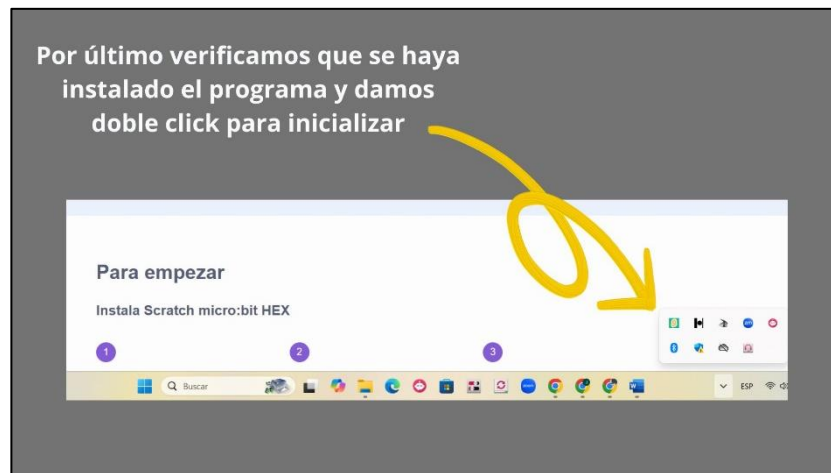 Por último verificamos que se haya
instalado el programa y damos
doble click para inicializar
Para empezar
Instala Scratch micro:bit HEX
1
2
3
Buscar
ESP